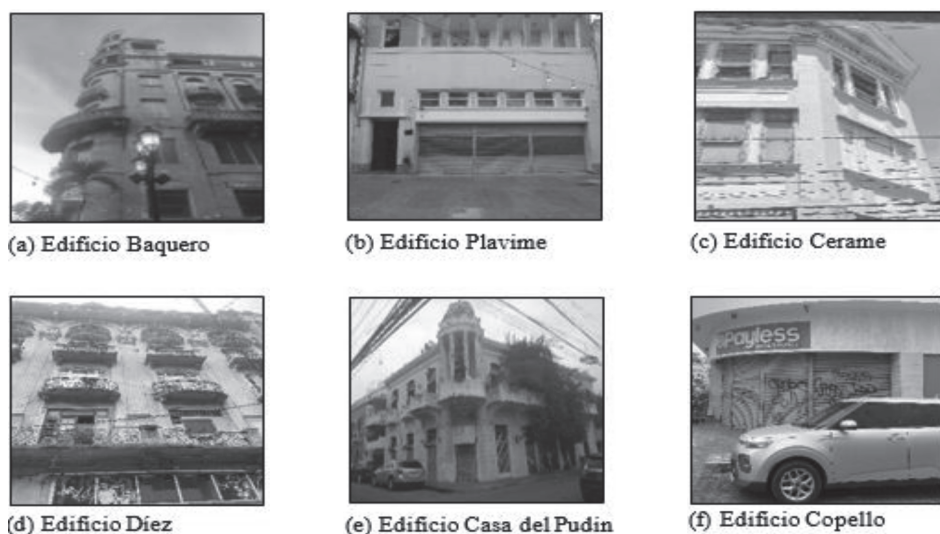 (a) Edificio Baquero
(b) Edificio Plavime
(c) Edificio Cerame
Payless
(d) Edificio Díez
(e) Edificio Casa del Pudin
(f) Edificio Copello